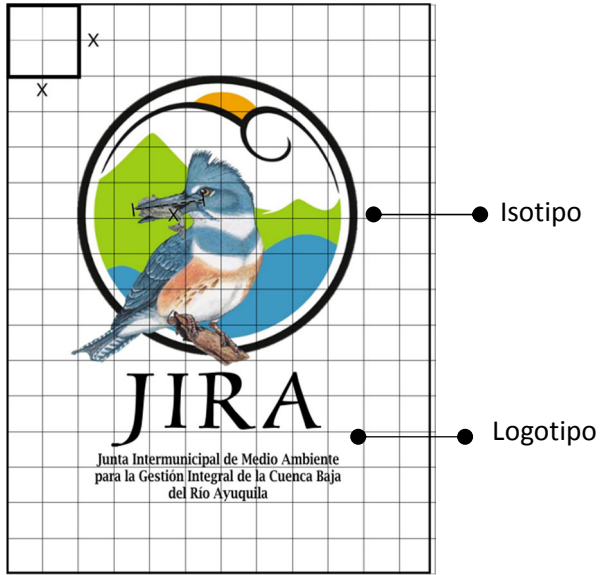 X
X
X
Isotipo
JIRA
Logotipo
Junta Intermunicipal de Medio Ambiente
para la Gestión Integral de la Cuenca Baja
del Río Ayuquila